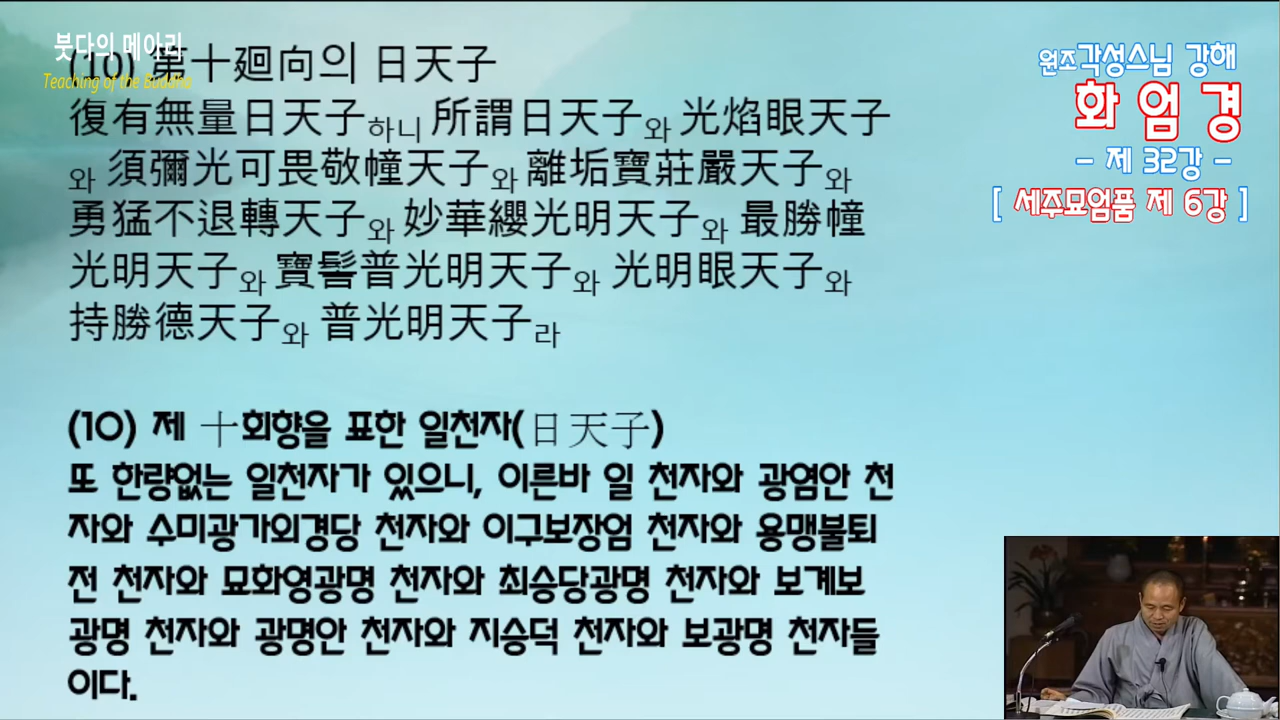 붓다의 메아리
Teaching of the Buddha
(10) 第十廻向의 日天子
復有無量日天子하니 所謂日天子와 光焰眼天子
와 須彌光可畏敬幢天子와 離垢寶莊嚴天子와
勇猛不退轉天子와 妙華纓光明天子와 最勝幢
光明天子와 寶髻普光明天子와 光明眼天子와
持勝德天子와 普光明天子라
(10) 제 十회향을 표한 일천자(日天子)
또 한량없는 일천자가 있으니, 이른바 일 천자와 광염안 천
자와 수미광가외경당 천자와 이구보장엄 천자와 용맹불퇴
전 천자와 묘화영광명 천자와 최승당광명 천자와 보계보
광명 천자와 광명안 천자와 지승덕 천자와 보광명 천자들
이다.
원조각성스님 강해
화엄경
- 제 32강 -
[ 세주묘엄품 제 6강 ]